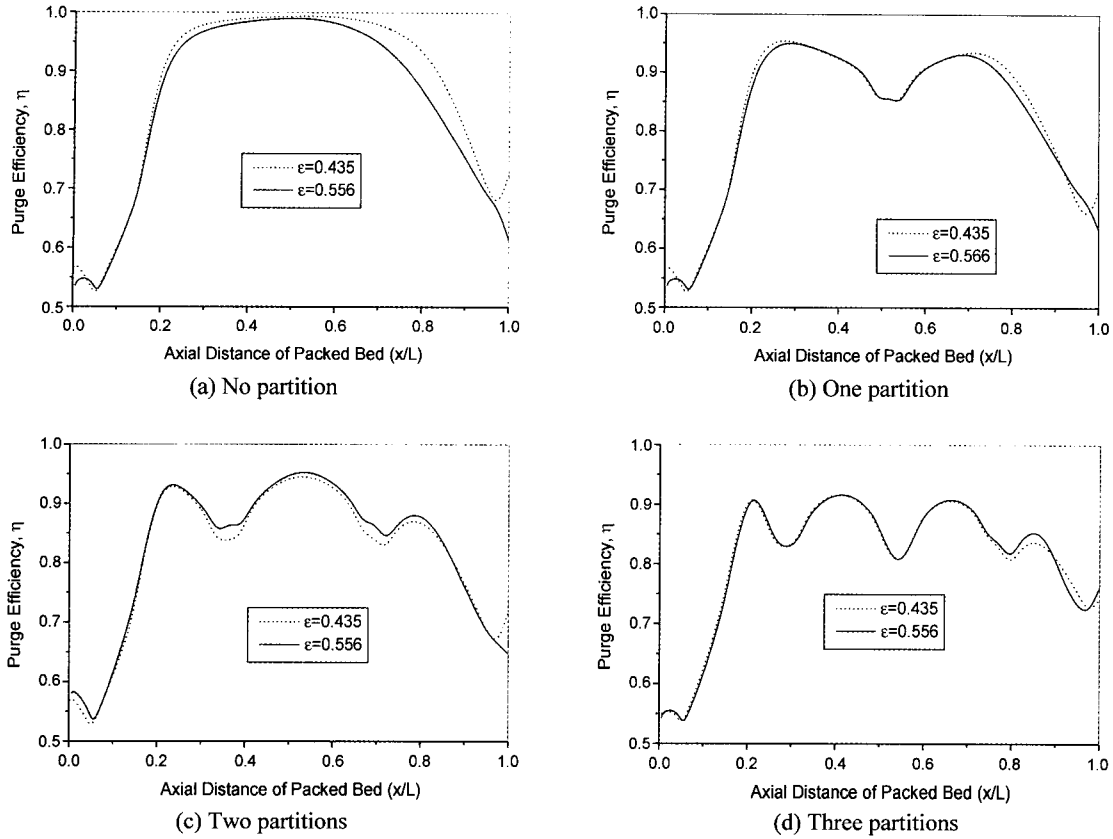 1.0
0.9
0.8
0.7
0.6
0.5
Purge Efficiency, η
ε=0.435
ε=0.556
0.0 0.2 0.4 0.6 0.8 1.0
Axial Distance of Packed Bed (x/L)
(a) No partition
1.0
0.9
0.8
0.7
0.6
0.5
Purge Efficiency, η
ε=0.435
ε=0.566
0.0 0.2 0.4 0.6 0.8 1.0
Axial Distance of Packed Bed (x/L)
(b) One partition
1.0
0.9
0.8
0.7
0.6
0.5
Purge Efficiency, η
ε=0.435
ε=0.556
0.0 0.2 0.4 0.6 0.8 1.0
Axial Distance of Packed Bed (x/L)
(c) Two partitions
1.0
0.9
0.8
0.7
0.6
0.5
Purge Efficiency, η
ε=0.435
ε=0.556
0.0 0.2 0.4 0.6 0.8 1.0
Axial Distance of Packed Bed (x/L)
(d) Three partitions